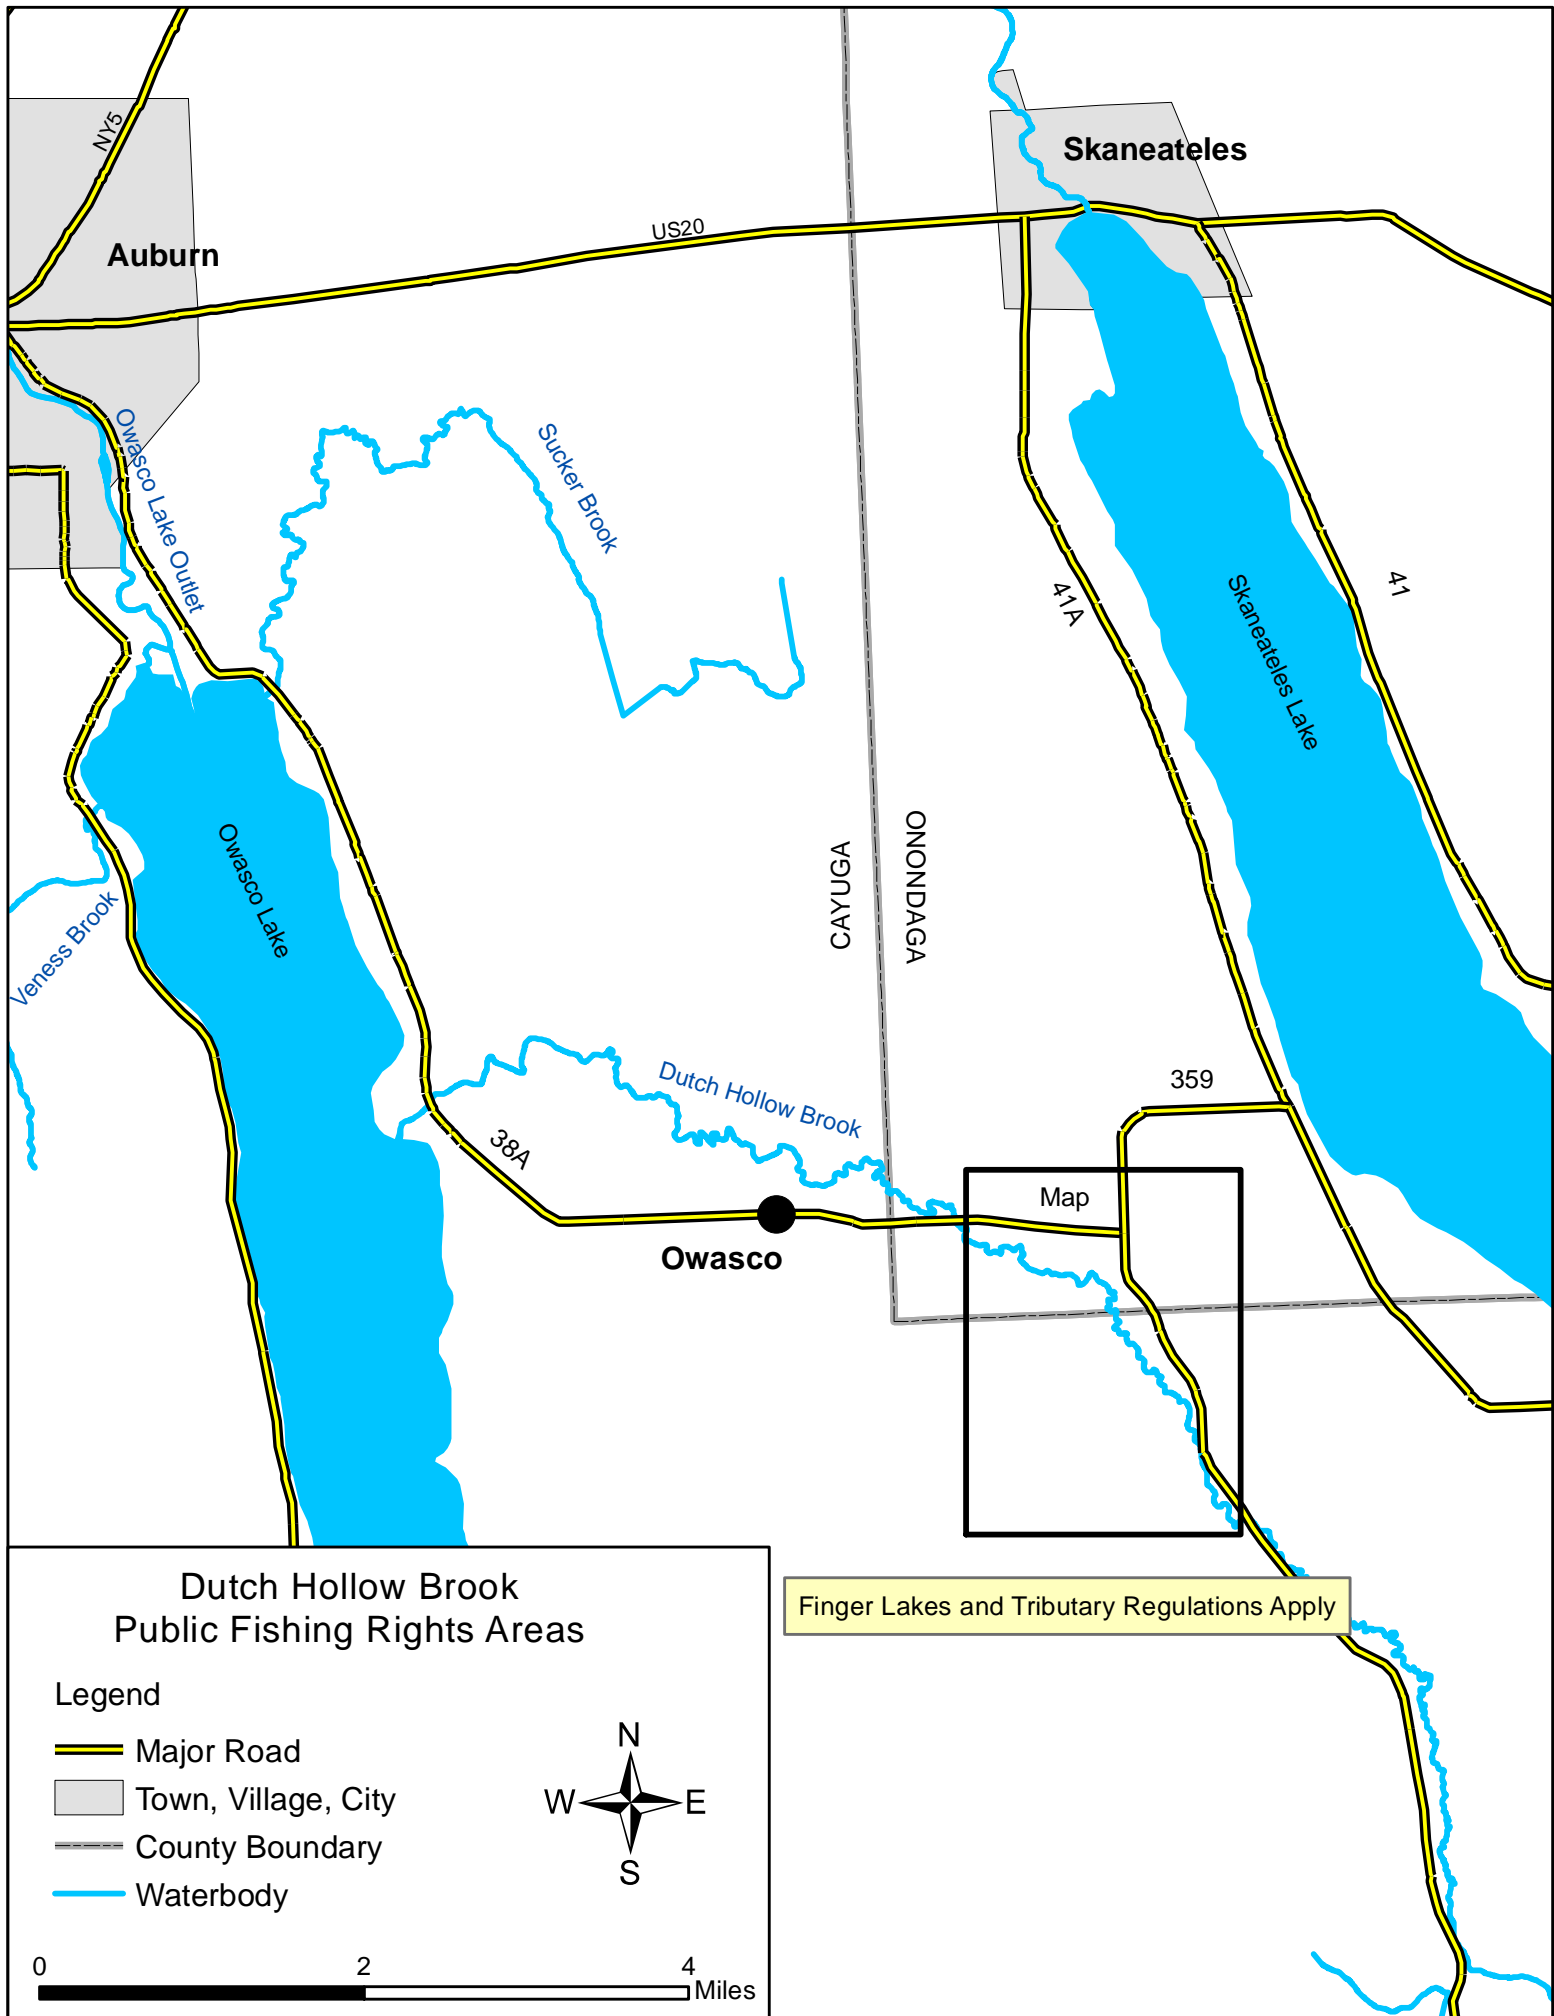 NY5
Skaneateles
Auburn
US20
Owasco Lake Outlet
Sucker Brook
41A
41
Skaneateles Lake
Owasco Lake
CAYUGA
ONONDAGA
Veness Brook
Dutch Hollow Brook
359
38A
Map
Owasco
Finger Lakes and Tributary Regulations Apply
Dutch Hollow Brook
Public Fishing Rights Areas
Legend
Major Road
Town, Village, City
County Boundary
Waterbody
N
W E
S
0 2 4
Miles